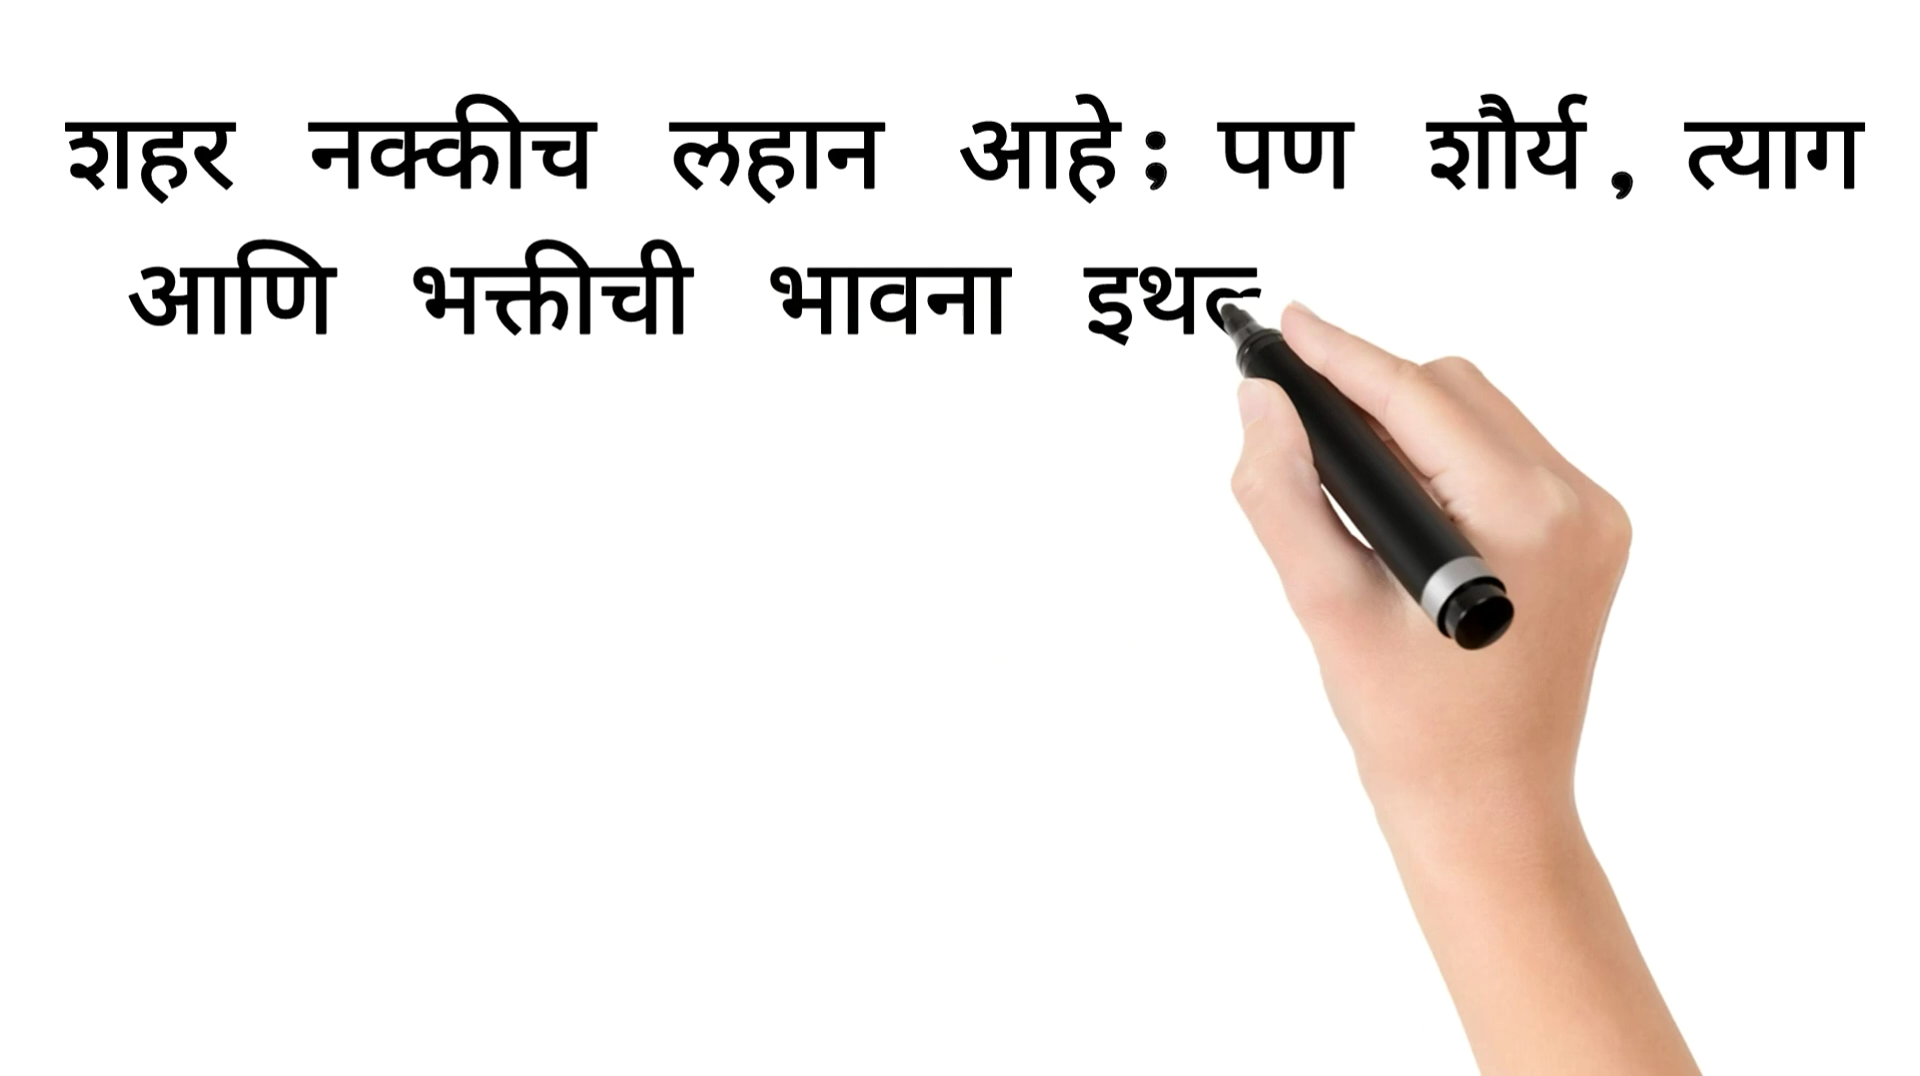 शहर नक्कीच लहान आहे; पण शौर्य, त्याग
आणि भक्तीची भावना